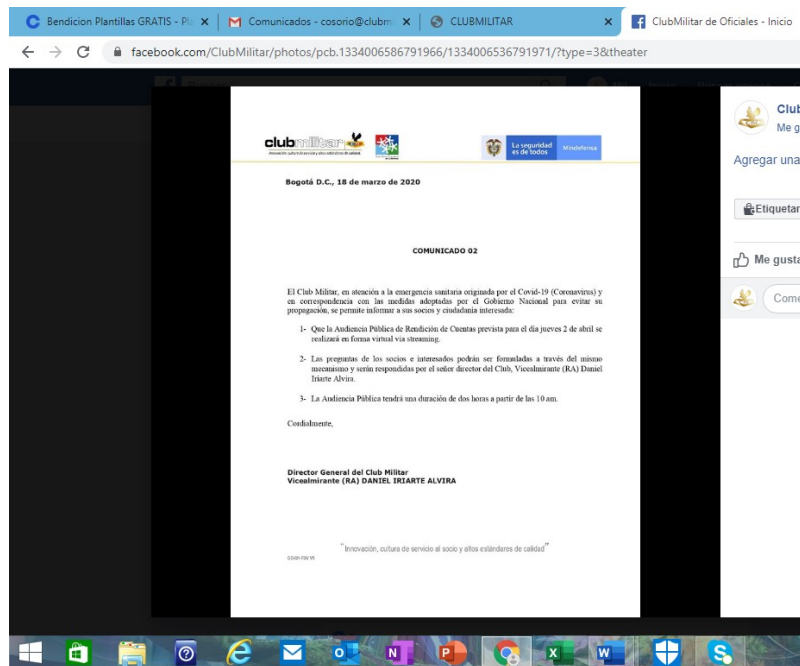 Bendicion Plantillas GRATIS - Pl
Comunicados - cosorio@clubm
CLUBMILITAR
ClubMilitar de Oficiales - Inicio
facebook.com/ClubMilitar/photos/pcb.1334006586791966/1334006536791971/?type=3&theater
clubmilitar
La seguridad
es de todos
Mindefensa
Bogotá D.C., 18 de marzo de 2020
COMUNICADO 02
El Club Militar, en atención a la emergencia sanitaria originada por el Covid-19 (Coronavirus) y
en correspondencia con las medidas adoptadas por el Gobierno Nacional para evitar su
propagación, se permite informar a sus socios y ciudadanía interesada:
1- Que la Audiencia Pública de Rendición de Cuentas prevista para el día jueves 2 de abril se
realizará en forma virtual vía streaming.
2- Las preguntas de los socios e interesados podrán ser formuladas a través del mismo
mecanismo y serán respondidas por el señor director del Club, Vicealmirante (RA) Daniel
Iriarte Alvira.
3- La Audiencia Pública tendrá una duración de dos horas a partir de las 10 am.
Cordialmente,
Director General del Club Militar
Vicealmirante (RA) DANIEL IRIARTE ALVIRA
"Innovación, cultura de servicio al socio y altos estándares de calidad"
Club
Me g
Agregar una
Etiquetar
Me gusta
Come